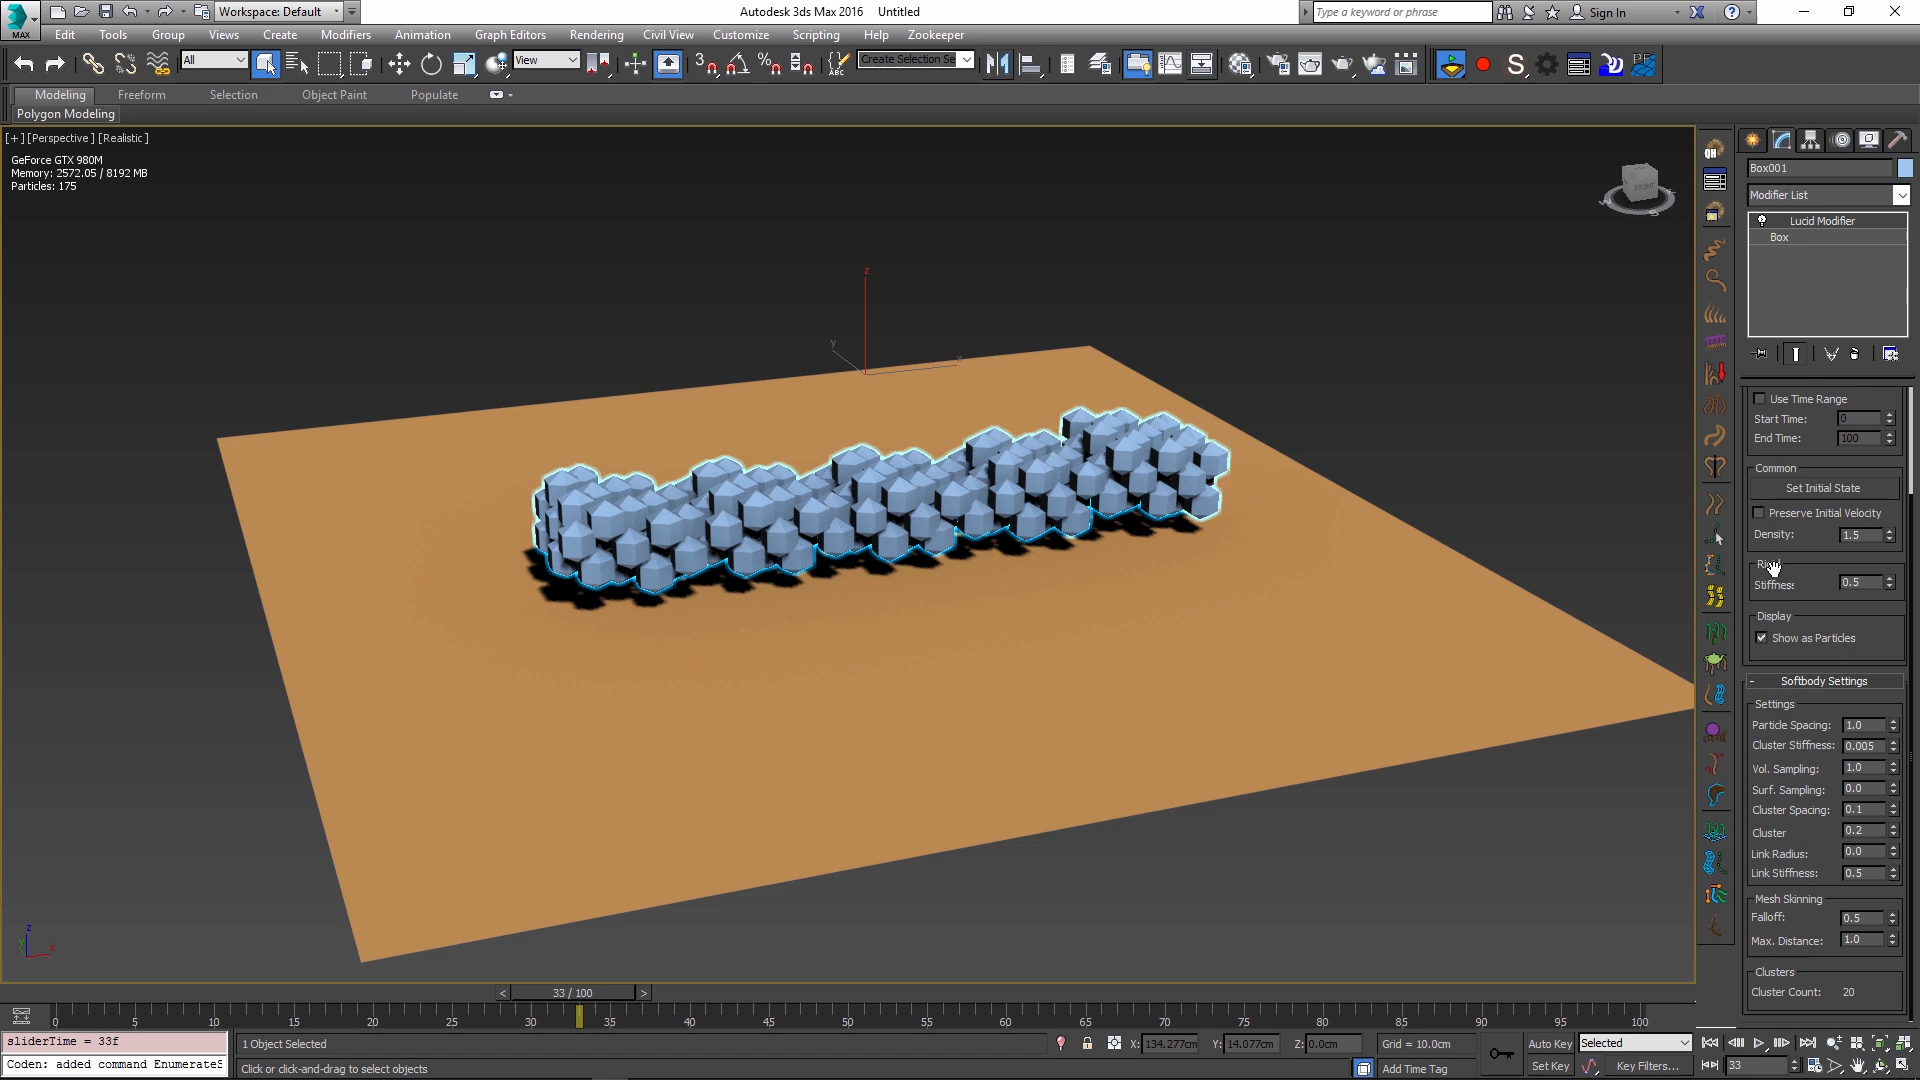 Workspace: Default
Autodesk 3ds Max 2016 Untitled
Type a keyword or phrase
Sign In
MAX
Edit Tools Group Views Create Modifiers Animation Graph Editors Rendering Civil View Customize Scripting Help Zookeeper
All
View
Create Selection Se
Modeling Freeform Selection Object Paint Populate
Polygon Modeling
[+] [Perspective] [Realistic]
GeForce GTX 980M
Memory: 2572.05 / 8192 MB
Particles: 175
FRONT
z
y
x
Box001
Modifier List
Lucid Modifier
Box
Use Time Range
Start Time: 0
End Time: 100
Common
Set Initial State
Preserve Initial Velocity
Density: 1.5
Stiffness 0.5
Display
Show as Particles
- Softbody Settings
Settings
Particle Spacing: 1.0
Cluster Stiffness: 0.005
Vol. Sampling: 1.0
Surf. Sampling: 0.0
Cluster Spacing: 0.1
Cluster 0.2
Link Radius: 0.0
Link Stiffness: 0.5
Mesh Skinning
Falloff: 0.5
Max. Distance: 1.0
Clusters
Cluster Count: 20
< 33 / 100 >
0 5 10 15 20 25 30 35 40 45 50 55 60 65 70 75 80 85 90 95 100
sliderTime = 33f
Coden: added command EnumerateS
1 Object Selected
Click or click-and-drag to select objects
X: 134.277cm Y: 14.077cm Z: 0.0cm
Grid = 10.0cm
Add Time Tag
Auto Key Selected
Set Key Key Filters...
33